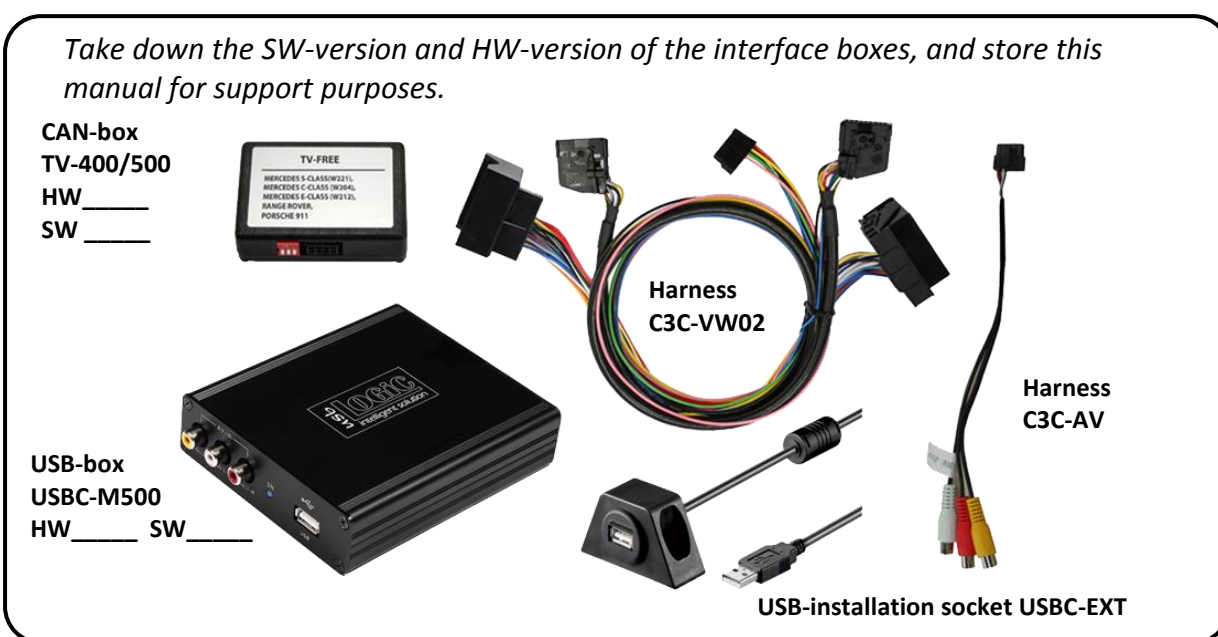 Take down the SW-version and HW-version of the interface boxes, and store this
manual for support purposes.
CAN-box
TV-400/500
HW_____
SW _____
TV-FREE
MERCEDES S-CLASS(W221),
MERCEDES C-CLASS (W204),
MERCEDES E-CLASS (W212),
RANGE ROVER,
PORSCHE 911
Harness
C3C-VW02
Harness
C3C-AV
usb LOGiC
intelligent solution
USB-box
USBC-M500
HW_____ SW_____
ON
USB
USB-installation socket USBC-EXT